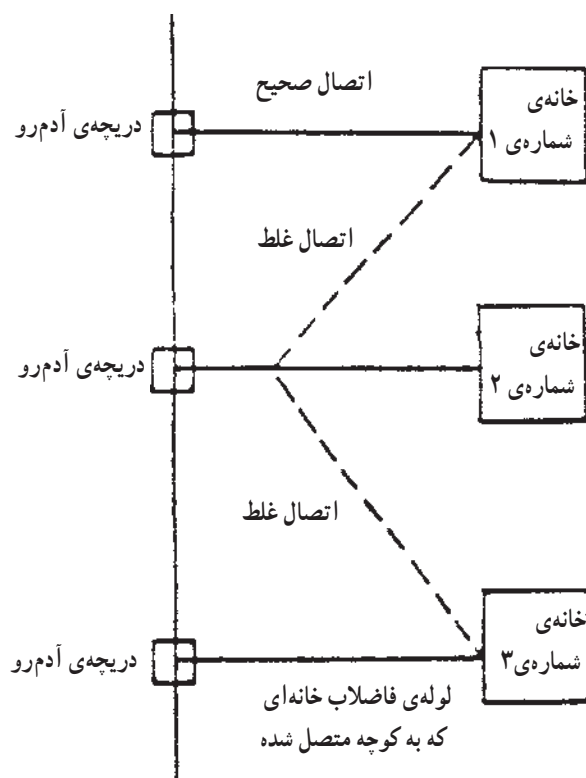 اتصال صحیح
خانه‌ی
شماره‌ی ۱
دریچه‌ی آدم‌رو
اتصال غلط
خانه‌ی
شماره‌ی ۲
دریچه‌ی آدم‌رو
اتصال غلط
خانه‌ی
شماره‌ی ۳
دریچه‌ی آدم‌رو
لوله‌ی فاضلاب خانه‌ای
که به کوچه متصل شده